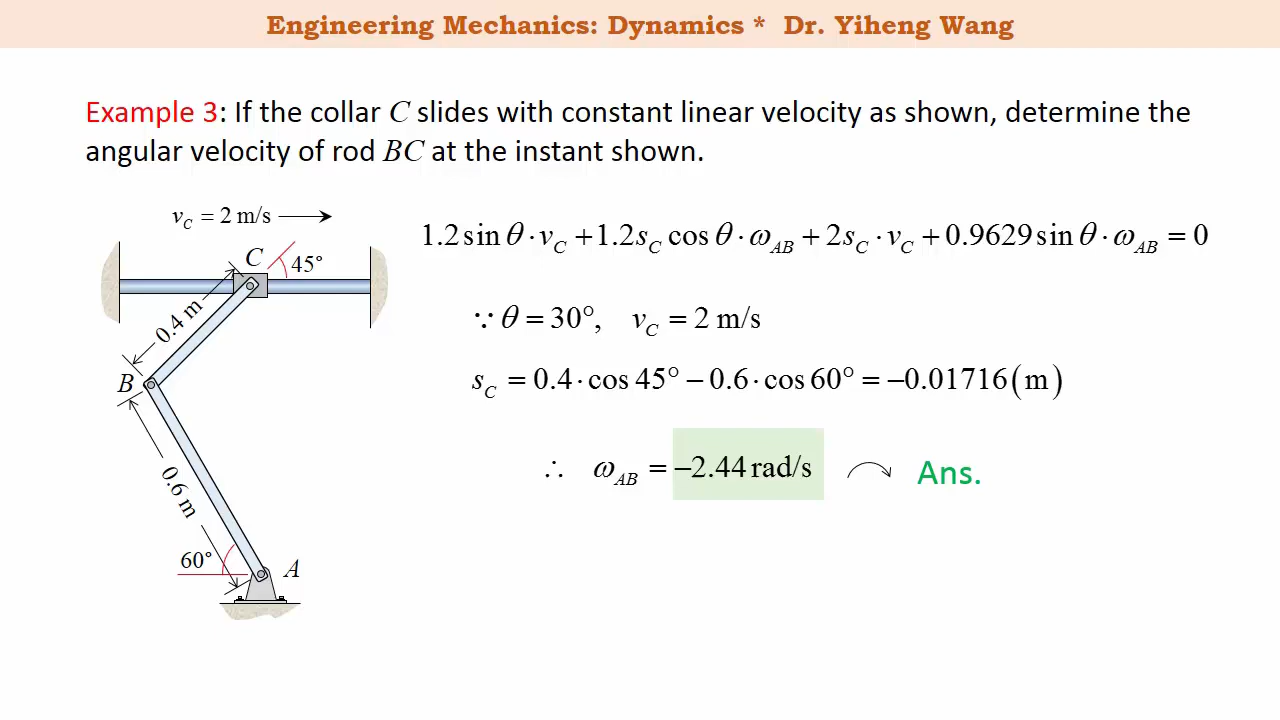 Engineering Mechanics: Dynamics * Dr. Yiheng Wang
Example 3: If the collar C slides with constant linear velocity as shown, determine the
angular velocity of rod BC at the instant shown.
v_C = 2 m/s
C
45°
0.4 m
B
0.6 m
60°
A
1.2 sin θ · v_C + 1.2 s_C cos θ · ω_AB + 2 s_C · v_C + 0.9629 sin θ · ω_AB = 0
∵ θ = 30°, v_C = 2 m/s
s_C = 0.4 · cos 45° − 0.6 · cos 60° = −0.01716 (m)
∴ ω_AB = −2.44 rad/s Ans.